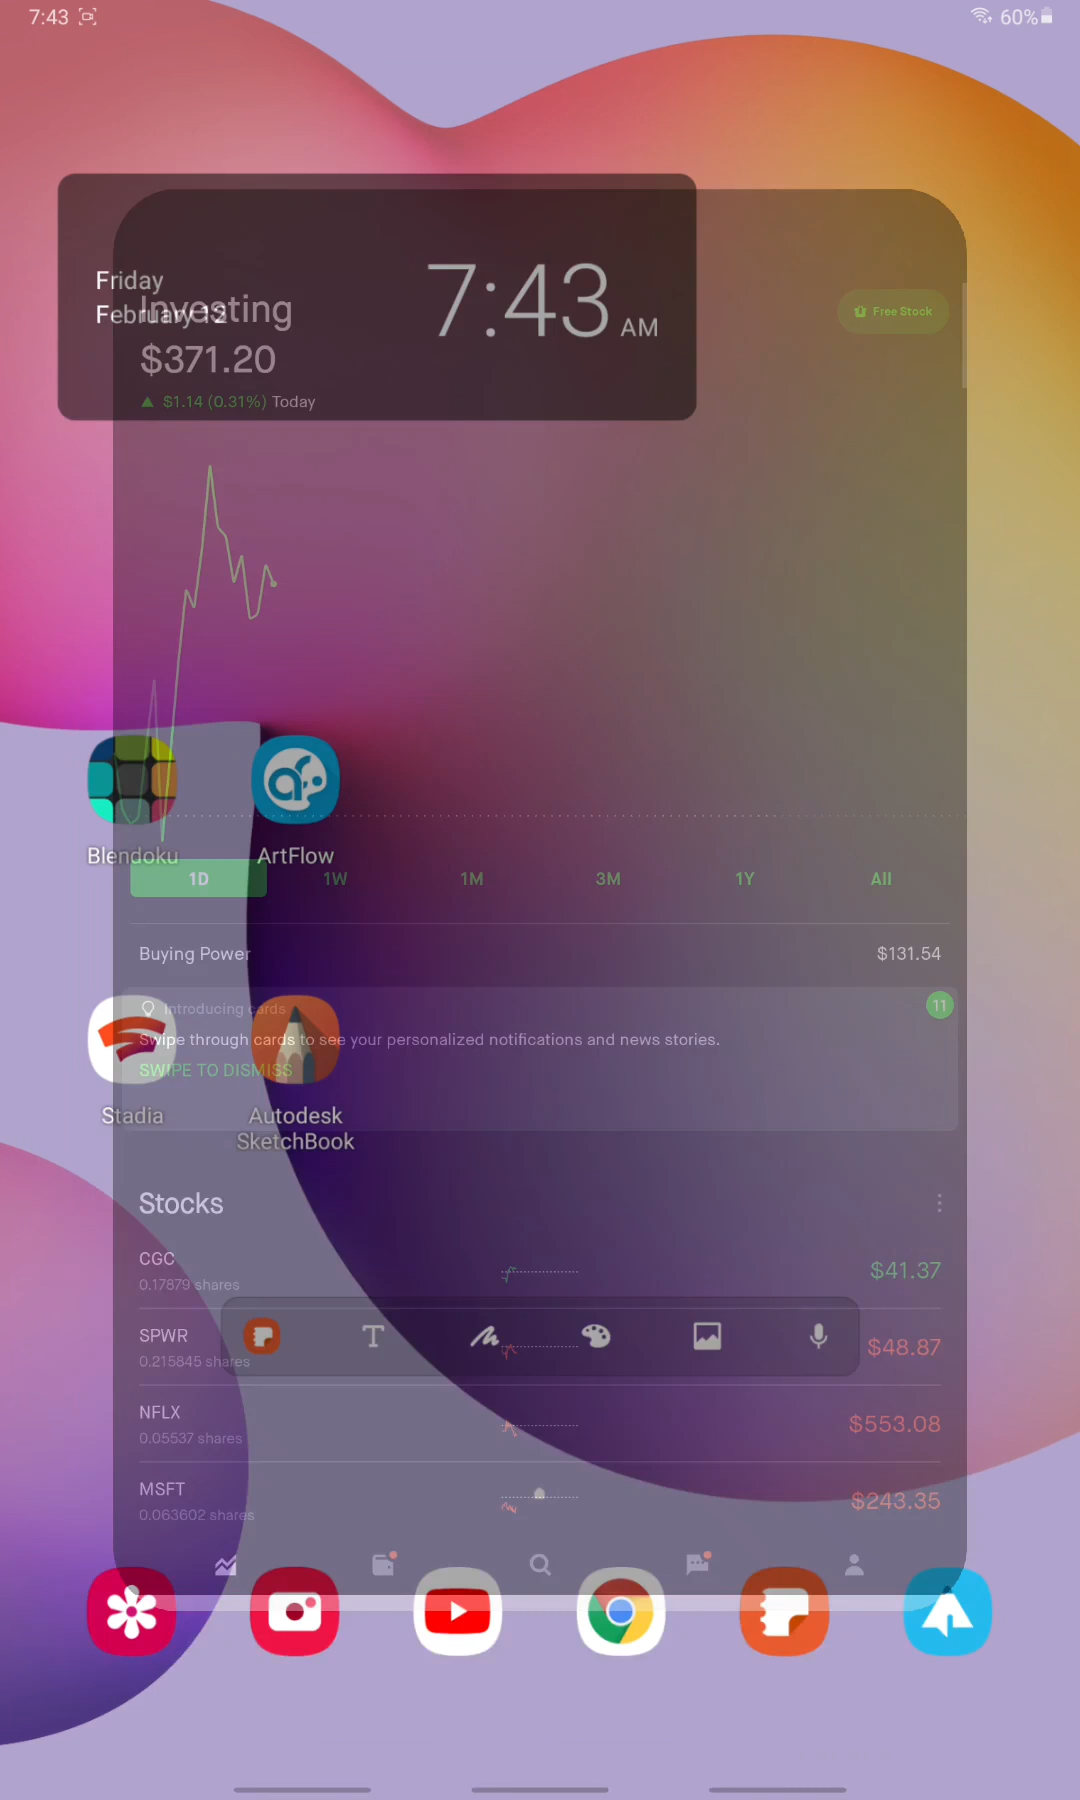 7:43
60%
Friday
February 12
7:43 AM
Investing
$371.20
$1.14 (0.31%) Today
Free Stock
Blendoku
ArtFlow
1D 1W 1M 3M 1Y All
Buying Power $131.54
Introducing cards
11
Swipe through cards to see your personalized notifications and news stories.
SWIPE TO DISMISS
Stadia
Autodesk
SketchBook
Stocks
CGC
0.17879 shares
$41.37
T
SPWR
0.215845 shares
$48.87
NFLX
0.05537 shares
$553.08
MSFT
0.063602 shares
$243.35